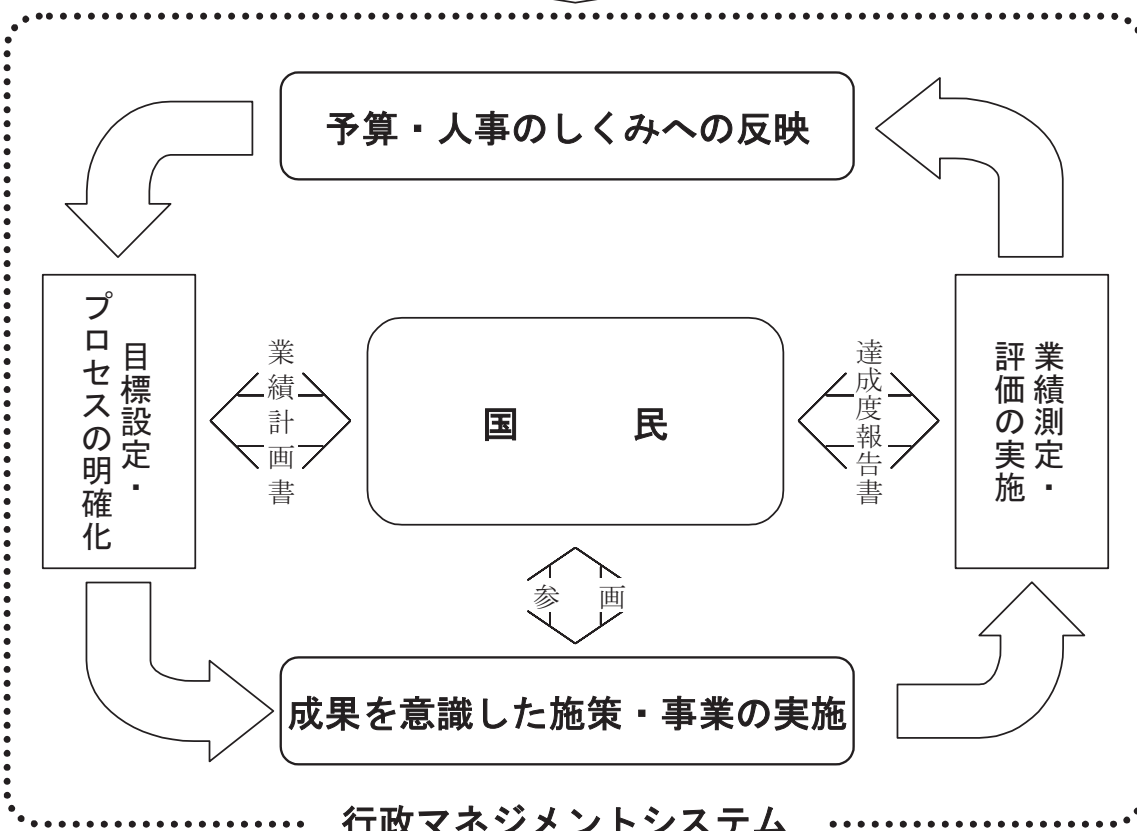 予算・人事のしくみへの反映
目標設定・
プロセスの明確化
業績計画書
国　　民
達成度報告書
業績測定・
評価の実施
参　画
成果を意識した施策・事業の実施
行政マネジメントシステム